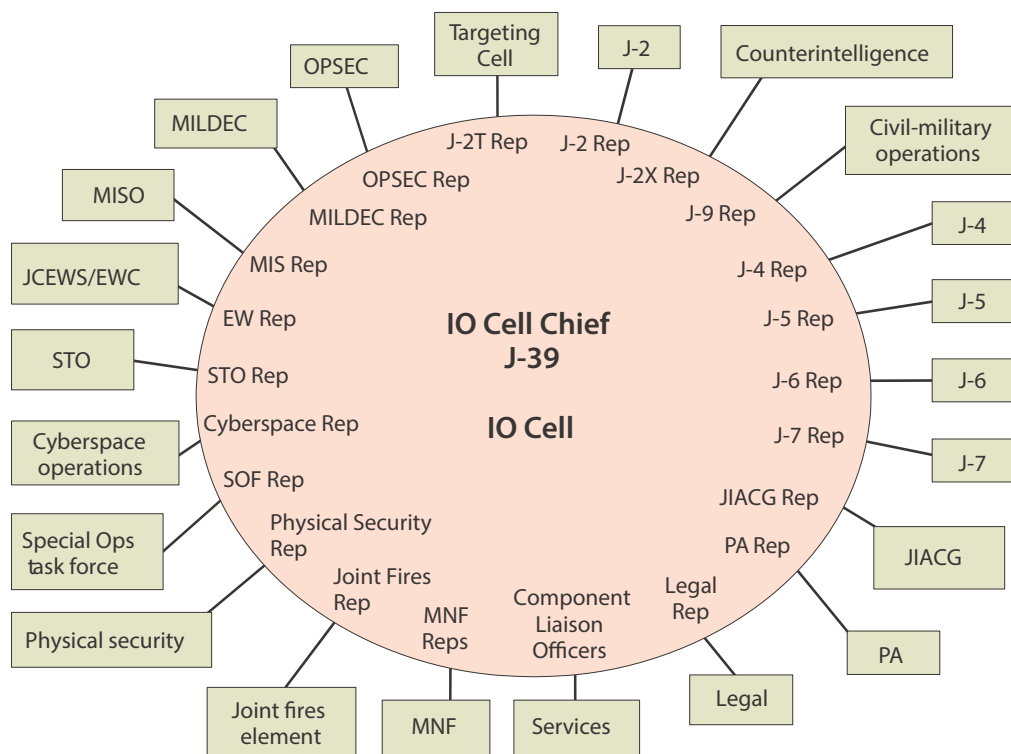 Targeting
Cell
J-2
Counterintelligence
OPSEC
MILDEC
Civil-military
operations
MISO
J-4
JCEWS/EWC
J-5
STO
J-6
Cyberspace
operations
J-7
Special Ops
task force
JIACG
Physical security
PA
Joint fires
element
MNF
Services
Legal
J-2T Rep
J-2 Rep
J-2X Rep
OPSEC Rep
MILDEC Rep
J-9 Rep
MIS Rep
J-4 Rep
EW Rep
J-5 Rep
IO Cell Chief
J-39
STO Rep
J-6 Rep
Cyberspace Rep
IO Cell
J-7 Rep
SOF Rep
JIACG Rep
Physical Security
Rep
PA Rep
Joint Fires
Rep
MNF
Reps
Component
Liaison
Officers
Legal
Rep